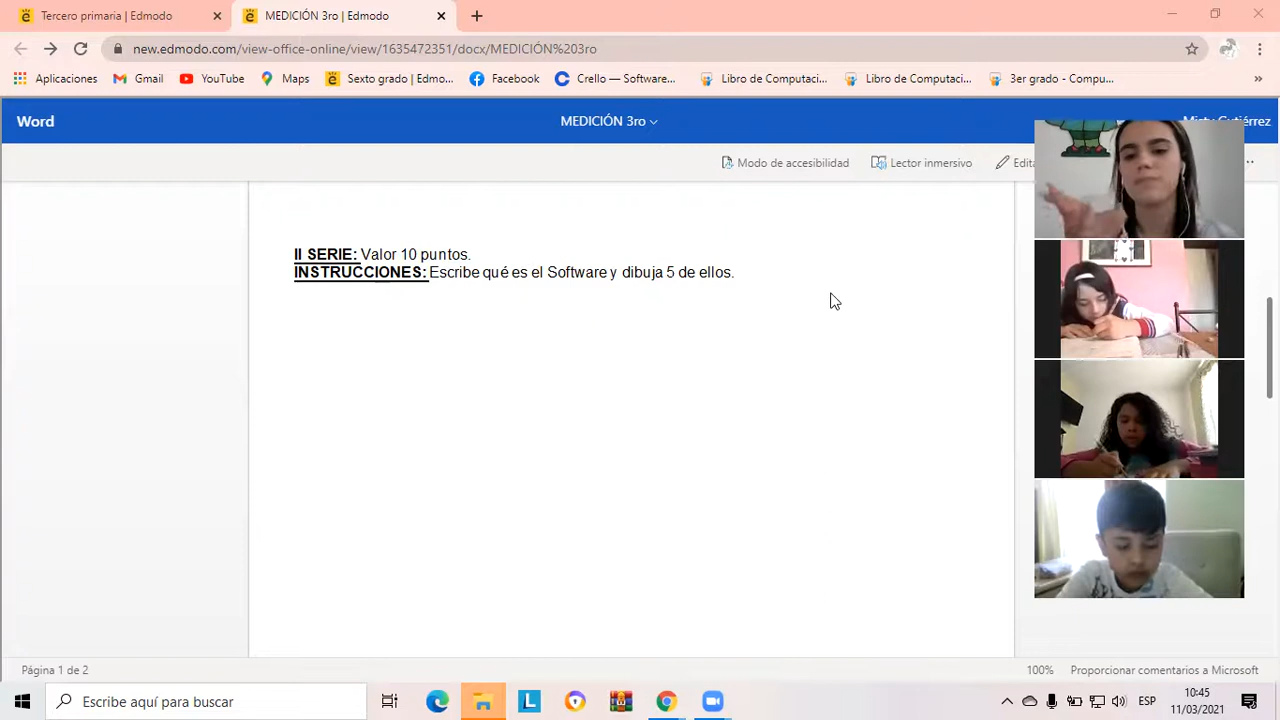 Tercero primaria | Edmodo
MEDICIÓN 3ro | Edmodo
new.edmodo.com/view-office-online/view/1635472351/docx/MEDICIÓN%203ro
Aplicaciones
Gmail
YouTube
Maps
Sexto grado | Edmo...
Facebook
Crello — Software...
Libro de Computaci...
Libro de Computaci...
3er grado - Compu...
Word
MEDICIÓN 3ro
Gutiérrez
Modo de accesibilidad
Lector inmersivo
II SERIE: Valor 10 puntos.
INSTRUCCIONES: Escribe qué es el Software y dibuja 5 de ellos.
Página 1 de 2
100%
Proporcionar comentarios a Microsoft
Escribe aquí para buscar
ESP
10:45
11/03/2021